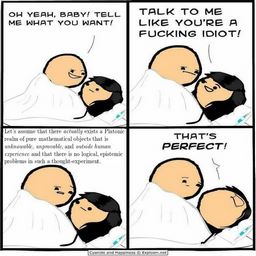 OH YEAH, BABY! TELL
ME WHAT YOU WANT!
TALK TO ME
LIKE YOU'RE A
FUCKING IDIOT!
Let's assume that there actually exists a Platonic
realm of pure mathematical objects that is
unknowable, unprovable, and outside human
experience and that there is no logical, epistemic
problems in such a thought-experiment.
THAT'S
PERFECT!
Cyanide and Happiness © Explosm.net